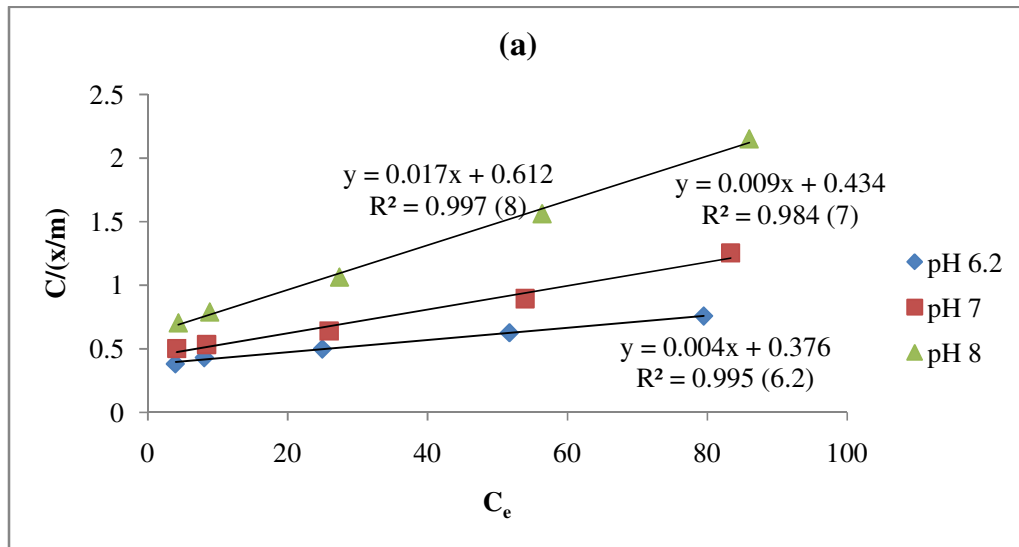 (a)
C/(x/m)
2.5
2
1.5
1
0.5
0
y = 0.017x + 0.612
R² = 0.997 (8)
y = 0.009x + 0.434
R² = 0.984 (7)
y = 0.004x + 0.376
R² = 0.995 (6.2)
0 20 40 60 80 100
Cₑ
pH 6.2
pH 7
pH 8